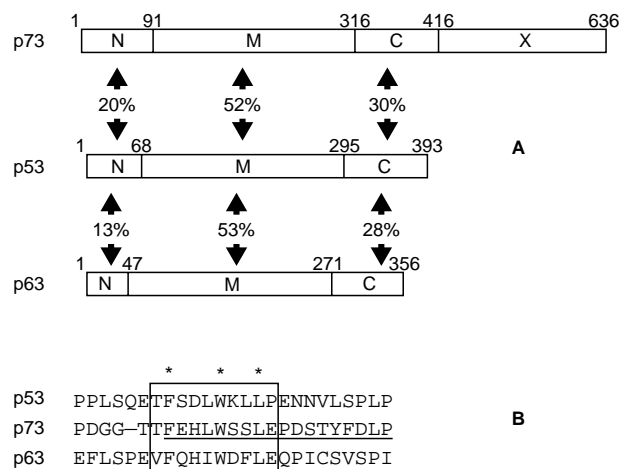 1 91 316 416 636
p73 N M C X
20% 52% 30%
1 68 295 393 A
p53 N M C
13% 53% 28%
1 47 271 356
p63 N M C
* * *
p53 PPLSQETFSDLWKLLPENNVLSPLP
p73 PDGG–TTFEHLWSSLEPDSTYFDLP B
p63 EFLSPEVFQHIWDFLEQPICSVSPI